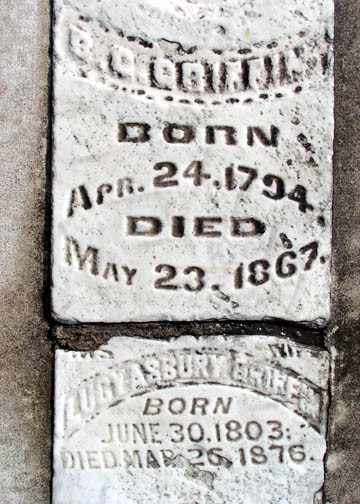 BORN
APR. 24.1794.
DIED
MAY 23. 1867.
LUCY ASBURY GRIFFIN
BORN
JUNE 30.1803:
DIED MAR. 26.1876.